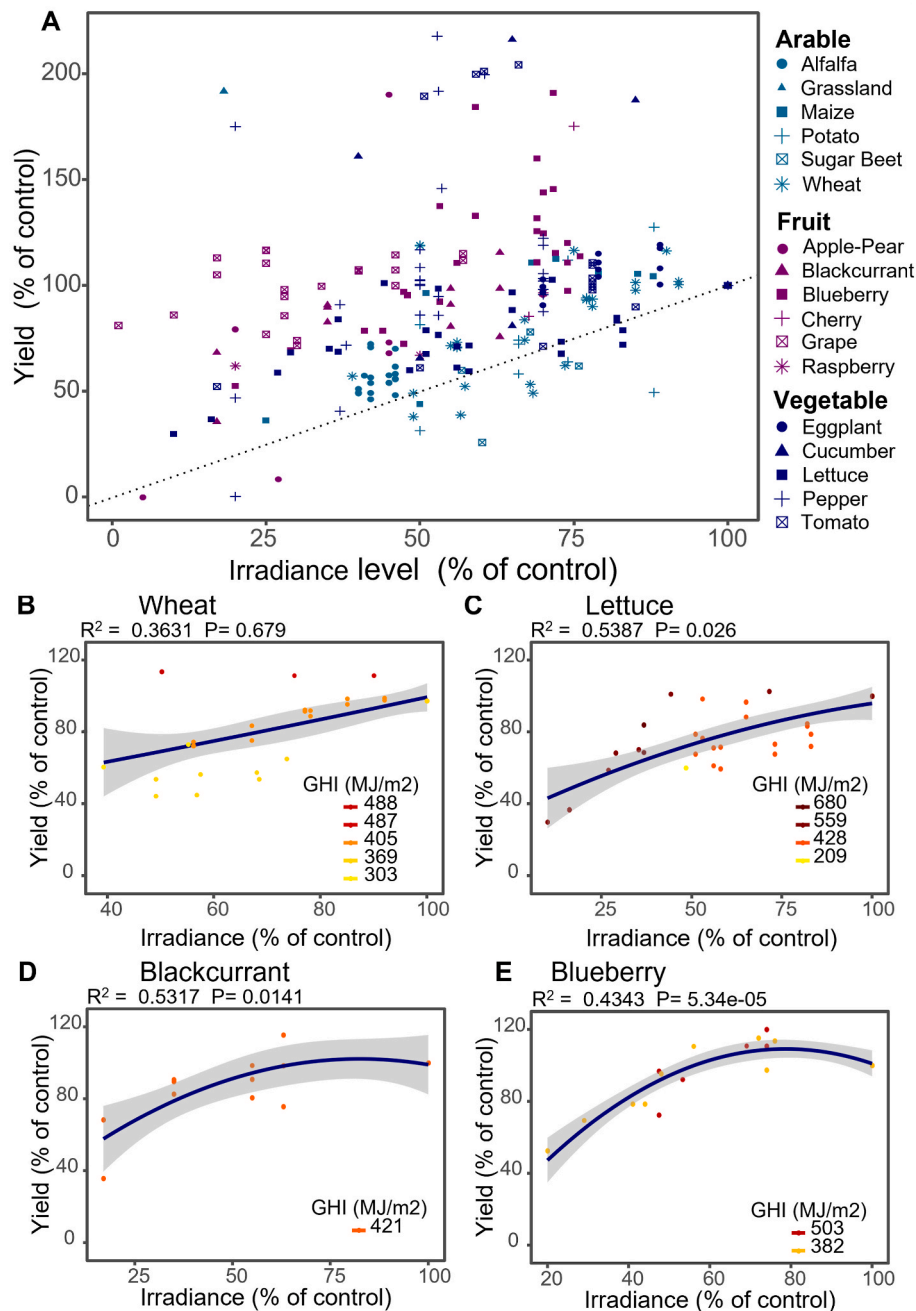 A
Yield (% of control)
200
150
100
50
0
0 25 50 75 100
Irradiance level (% of control)
Arable
Alfalfa
Grassland
Maize
Potato
Sugar Beet
Wheat
Fruit
Apple-Pear
Blackcurrant
Blueberry
Cherry
Grape
Raspberry
Vegetable
Eggplant
Cucumber
Lettuce
Pepper
Tomato
B Wheat
R² = 0.3631 P= 0.679
Yield (% of control)
120
80
40
0
GHI (MJ/m2)
488
487
405
369
303
40 60 80 100
Irradiance (% of control)
C Lettuce
R² = 0.5387 P= 0.026
Yield (% of control)
120
80
40
0
GHI (MJ/m2)
680
559
428
209
25 50 75 100
Irradiance (% of control)
D Blackcurrant
R² = 0.5317 P= 0.0141
Yield (% of control)
120
80
40
0
GHI (MJ/m2)
421
25 50 75 100
Irradiance (% of control)
E Blueberry
R² = 0.4343 P= 5.34e-05
Yield (% of control)
120
80
40
0
GHI (MJ/m2)
503
382
20 40 60 80 100
Irradiance (% of control)